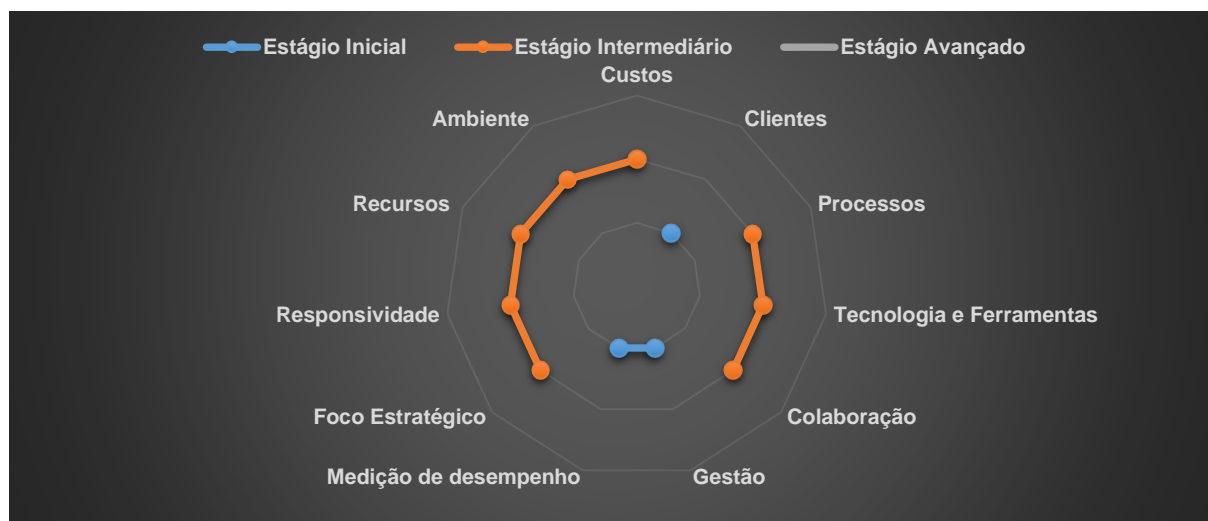 Estágio Inicial Estágio Intermediário Estágio Avançado
Custos
Ambiente Clientes
Recursos Processos
Responsividade Tecnologia e Ferramentas
Foco Estratégico Colaboração
Medição de desempenho Gestão